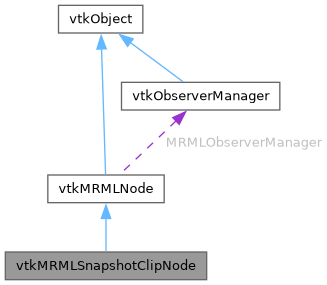 vtkObject
vtkObserverManager
MRMLObserverManager
vtkMRMLNode
vtkMRMLSnapshotClipNode